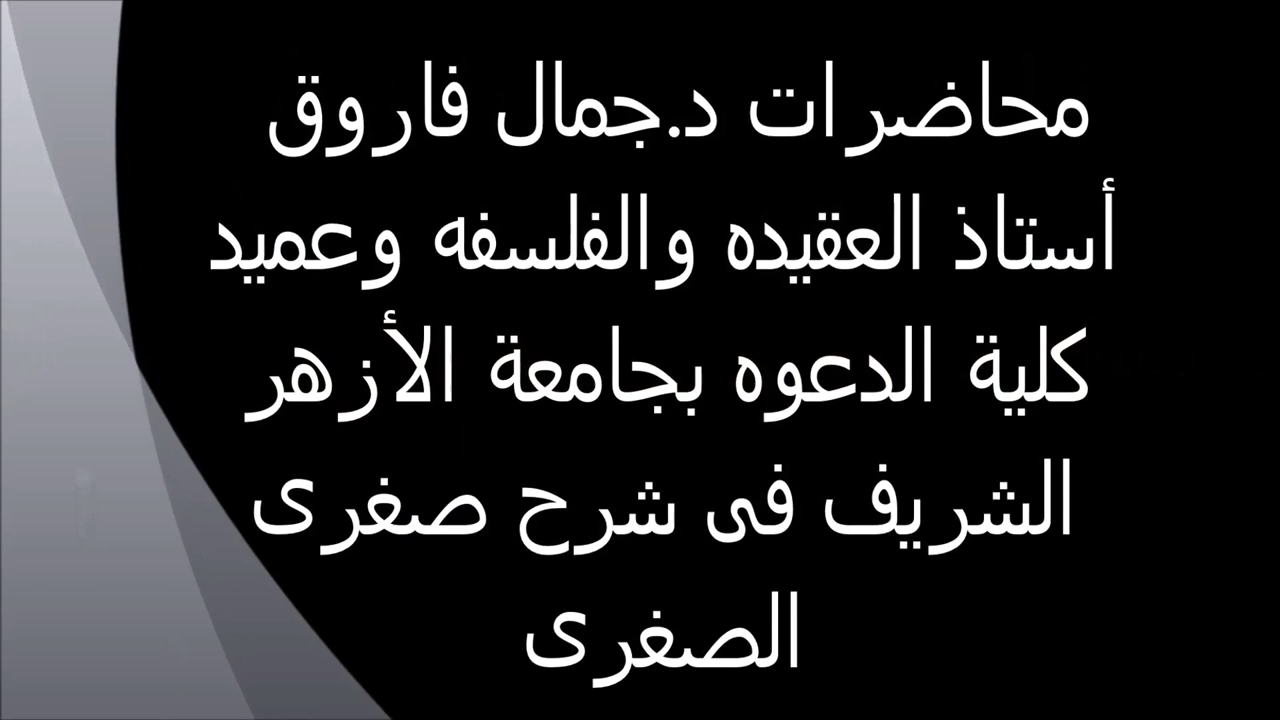 محاضرات د.جمال فاروق
أستاذ العقيده والفلسفه وعميد
كلية الدعوه بجامعة الأزهر
الشريف فى شرح صغرى
الصغرى